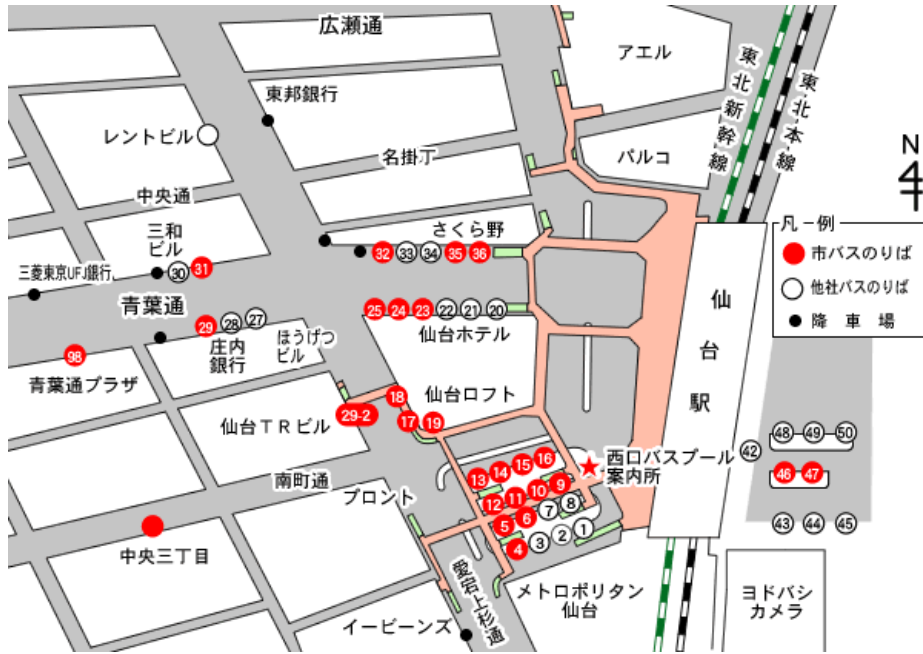 広瀬通
アエル
東北新幹線
東北本線
東邦銀行
レントビル
名掛丁
パルコ
N
中央通
三和
ビル
さくら野
凡 例
市バスのりば
他社バスのりば
降車場
三菱東京UFJ銀行
30
31
32
33
34
35
36
青葉通
25
24
23
22
21
20
仙台ホテル
29
28
27
庄内
銀行
ほうげつ
ビル
仙台駅
98
青葉通プラザ
仙台ロフト
18
29-2
17
19
仙台TRビル
西口バスプール
案内所
42
48
49
50
46
47
43
44
45
南町通
プロント
13
14
15
16
12
11
10
9
5
6
7
8
4
3
2
1
中央三丁目
愛宕上杉通
メトロポリタン
仙台
ヨドバシ
カメラ
イービーンズ